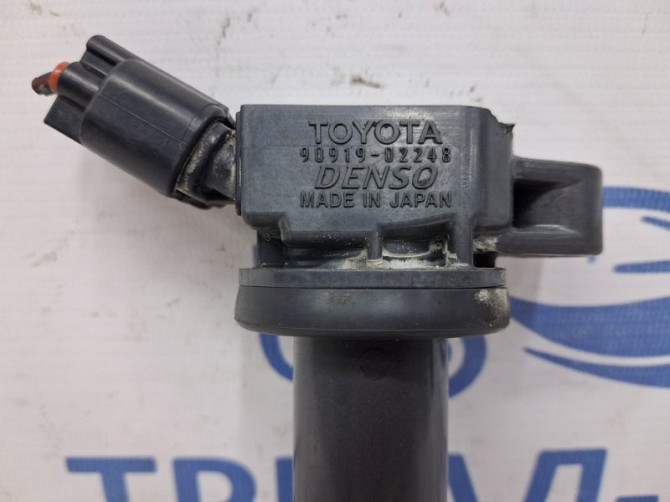 TOYOTA
90919-02248
DENSO
MADE IN JAPAN